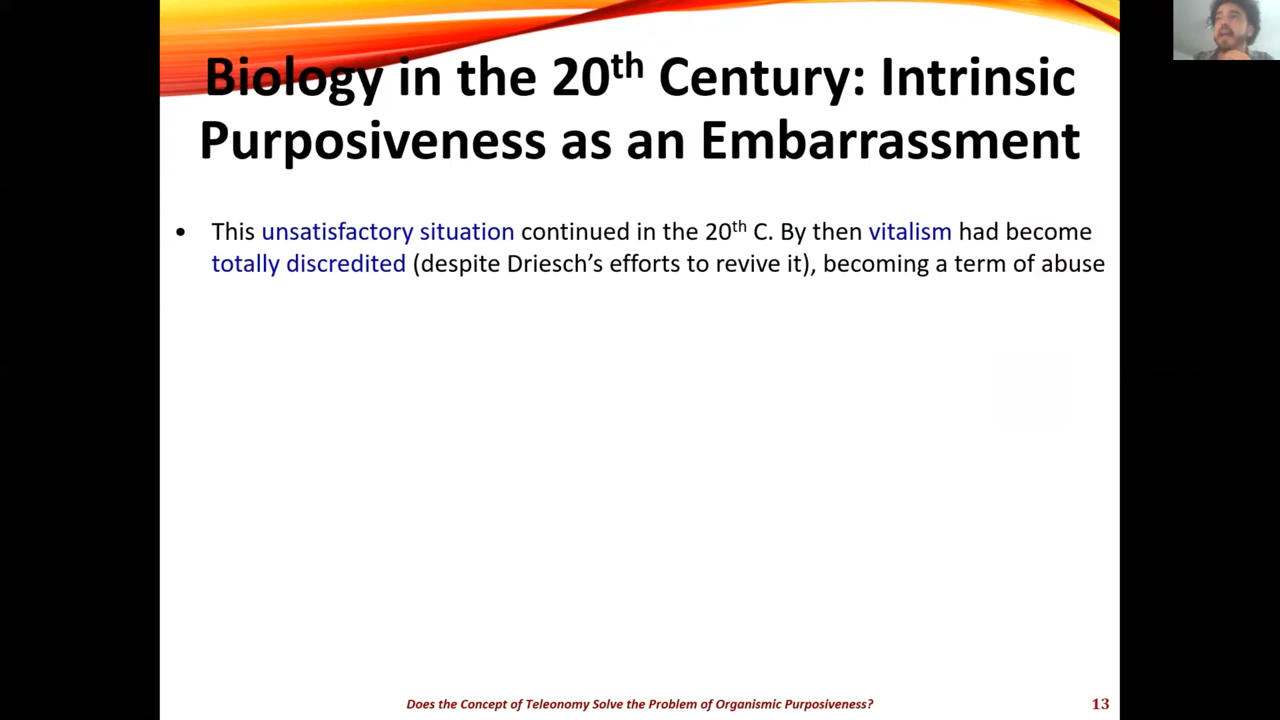 Biology in the 20th Century: Intrinsic
Purposiveness as an Embarrassment
• This unsatisfactory situation continued in the 20th C. By then vitalism had become
totally discredited (despite Driesch’s efforts to revive it), becoming a term of abuse
Does the Concept of Teleonomy Solve the Problem of Organismic Purposiveness?
13